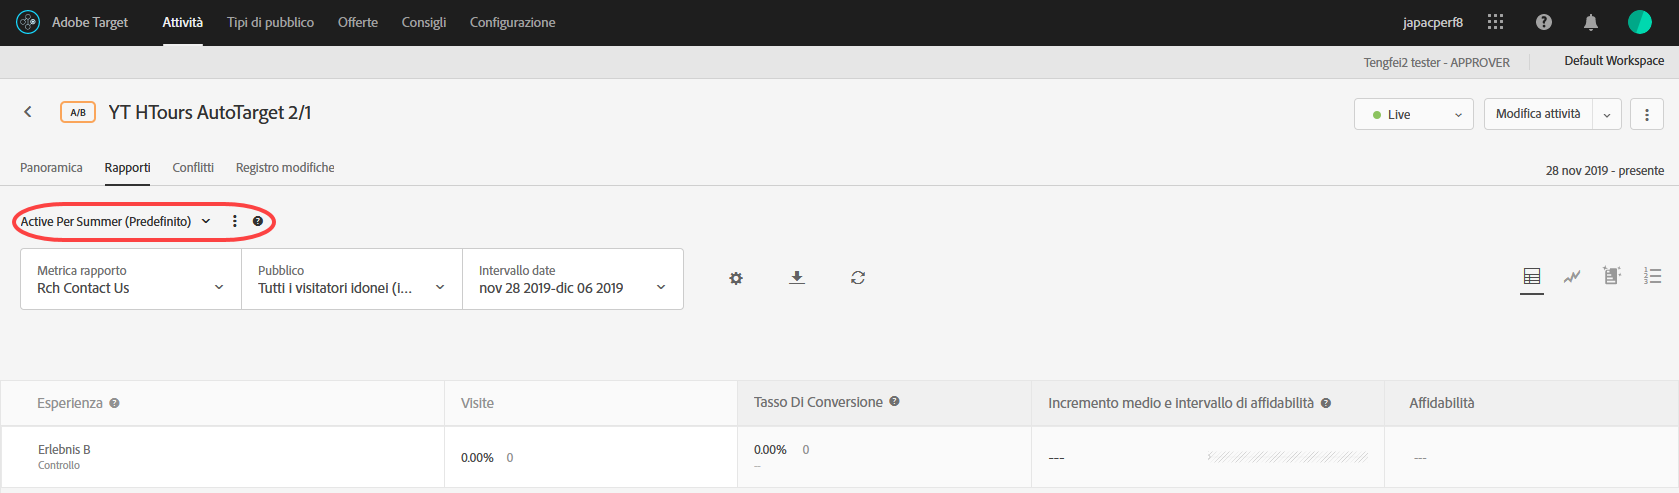 Adobe Target Attività Tipi di pubblico Offerte Consigli Configurazione japacperf8 ?
Tengfei2 tester - APPROVER Default Workspace
A/B YT HTours AutoTarget 2/1 Live Modifica attività
Panoramica Rapporti Conflitti Registro modifiche 28 nov 2019 - presente
Active Per Summer (Predefinito) ?
Metrica rapporto Pubblico Intervallo date
Rch Contact Us Tutti i visitatori idonei (i... nov 28 2019-dic 06 2019
Esperienza ? Visite Tasso Di Conversione ? Incremento medio e intervallo di affidabilità ? Affidabilità
Erlebnis B 0.00% 0 0.00% 0 --- ---
Controllo --